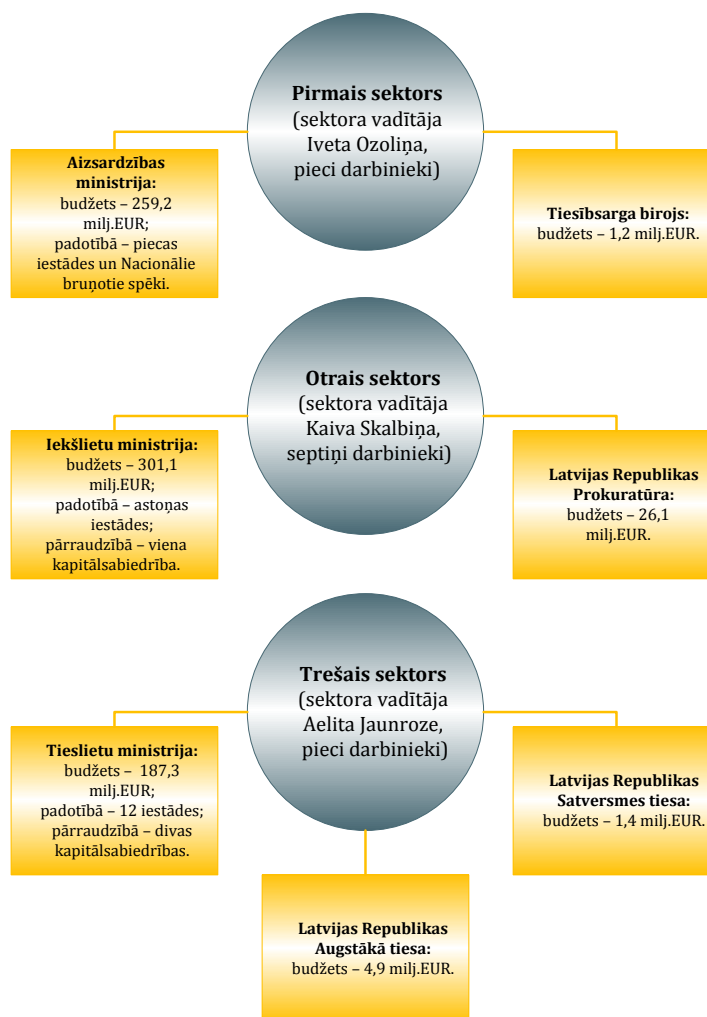 Pirmais sektors
(sektora vadītāja
Iveta Ozoliņa,
pieci darbinieki)
Aizsardzības
ministrija:
budžets – 259,2
milj.EUR;
padotībā – piecas
iestādes un Nacionālie
bruņotie spēki.
Tiesībsarga birojs:
budžets – 1,2 milj.EUR.
Otrais sektors
(sektora vadītāja
Kaiva Skalbiņa,
septiņi darbinieki)
Iekšlietu ministrija:
budžets – 301,1
milj.EUR;
padotībā – astoņas
iestādes;
pārraudzībā – viena
kapitālsabiedrība.
Latvijas Republikas
Prokuratūra:
budžets – 26,1
milj.EUR.
Trešais sektors
(sektora vadītāja
Aelita Jaunroze,
pieci darbinieki)
Tieslietu ministrija:
budžets – 187,3
milj.EUR;
padotībā – 12 iestādes;
pārraudzībā – divas
kapitālsabiedrības.
Latvijas Republikas
Satversmes tiesa:
budžets – 1,4 milj.EUR.
Latvijas Republikas
Augstākā tiesa:
budžets – 4,9 milj.EUR.